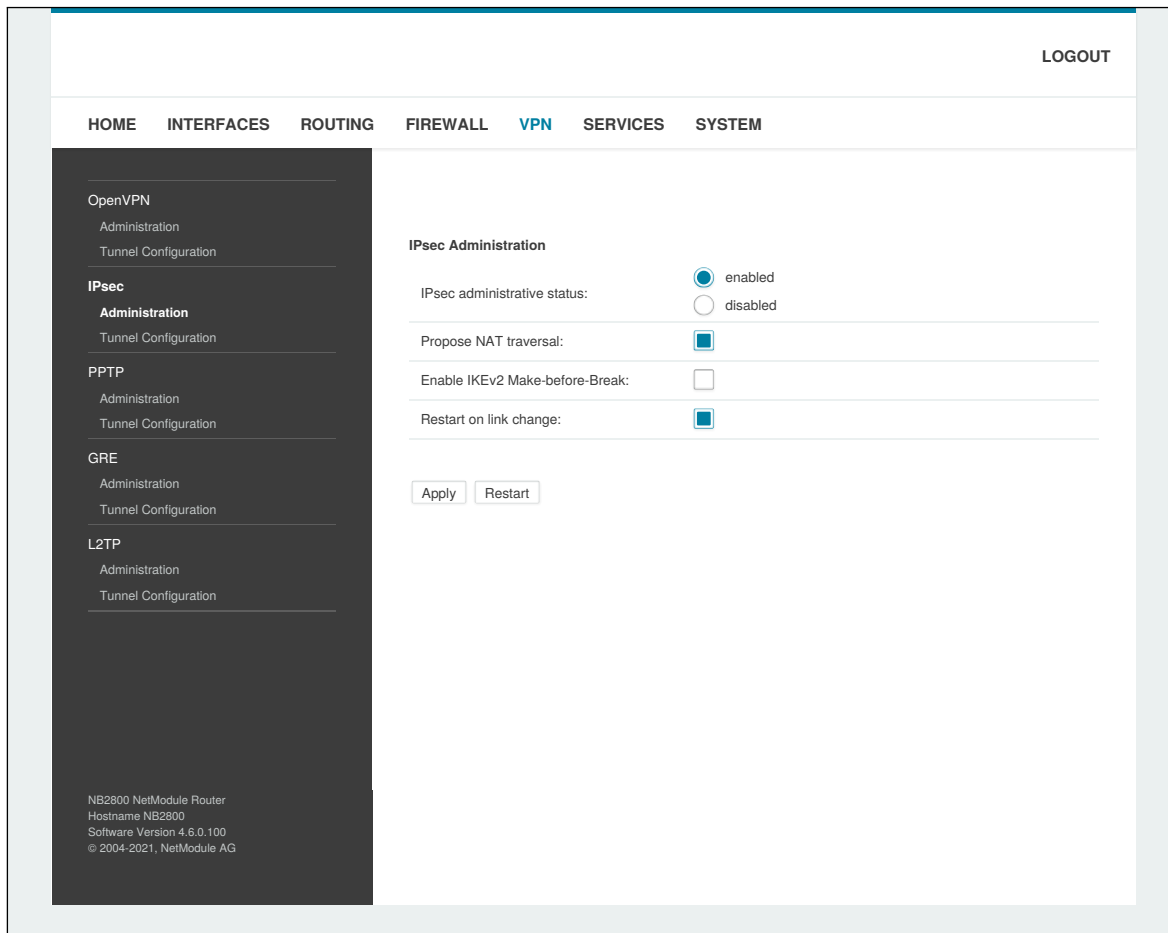 LOGOUT
HOME INTERFACES ROUTING FIREWALL VPN SERVICES SYSTEM
OpenVPN
Administration
Tunnel Configuration
IPsec
Administration
Tunnel Configuration
PPTP
Administration
Tunnel Configuration
GRE
Administration
Tunnel Configuration
L2TP
Administration
Tunnel Configuration
NB2800 NetModule Router
Hostname NB2800
Software Version 4.6.0.100
© 2004-2021, NetModule AG
IPsec Administration
IPsec administrative status:
enabled
disabled
Propose NAT traversal:
Enable IKEv2 Make-before-Break:
Restart on link change:
Apply Restart